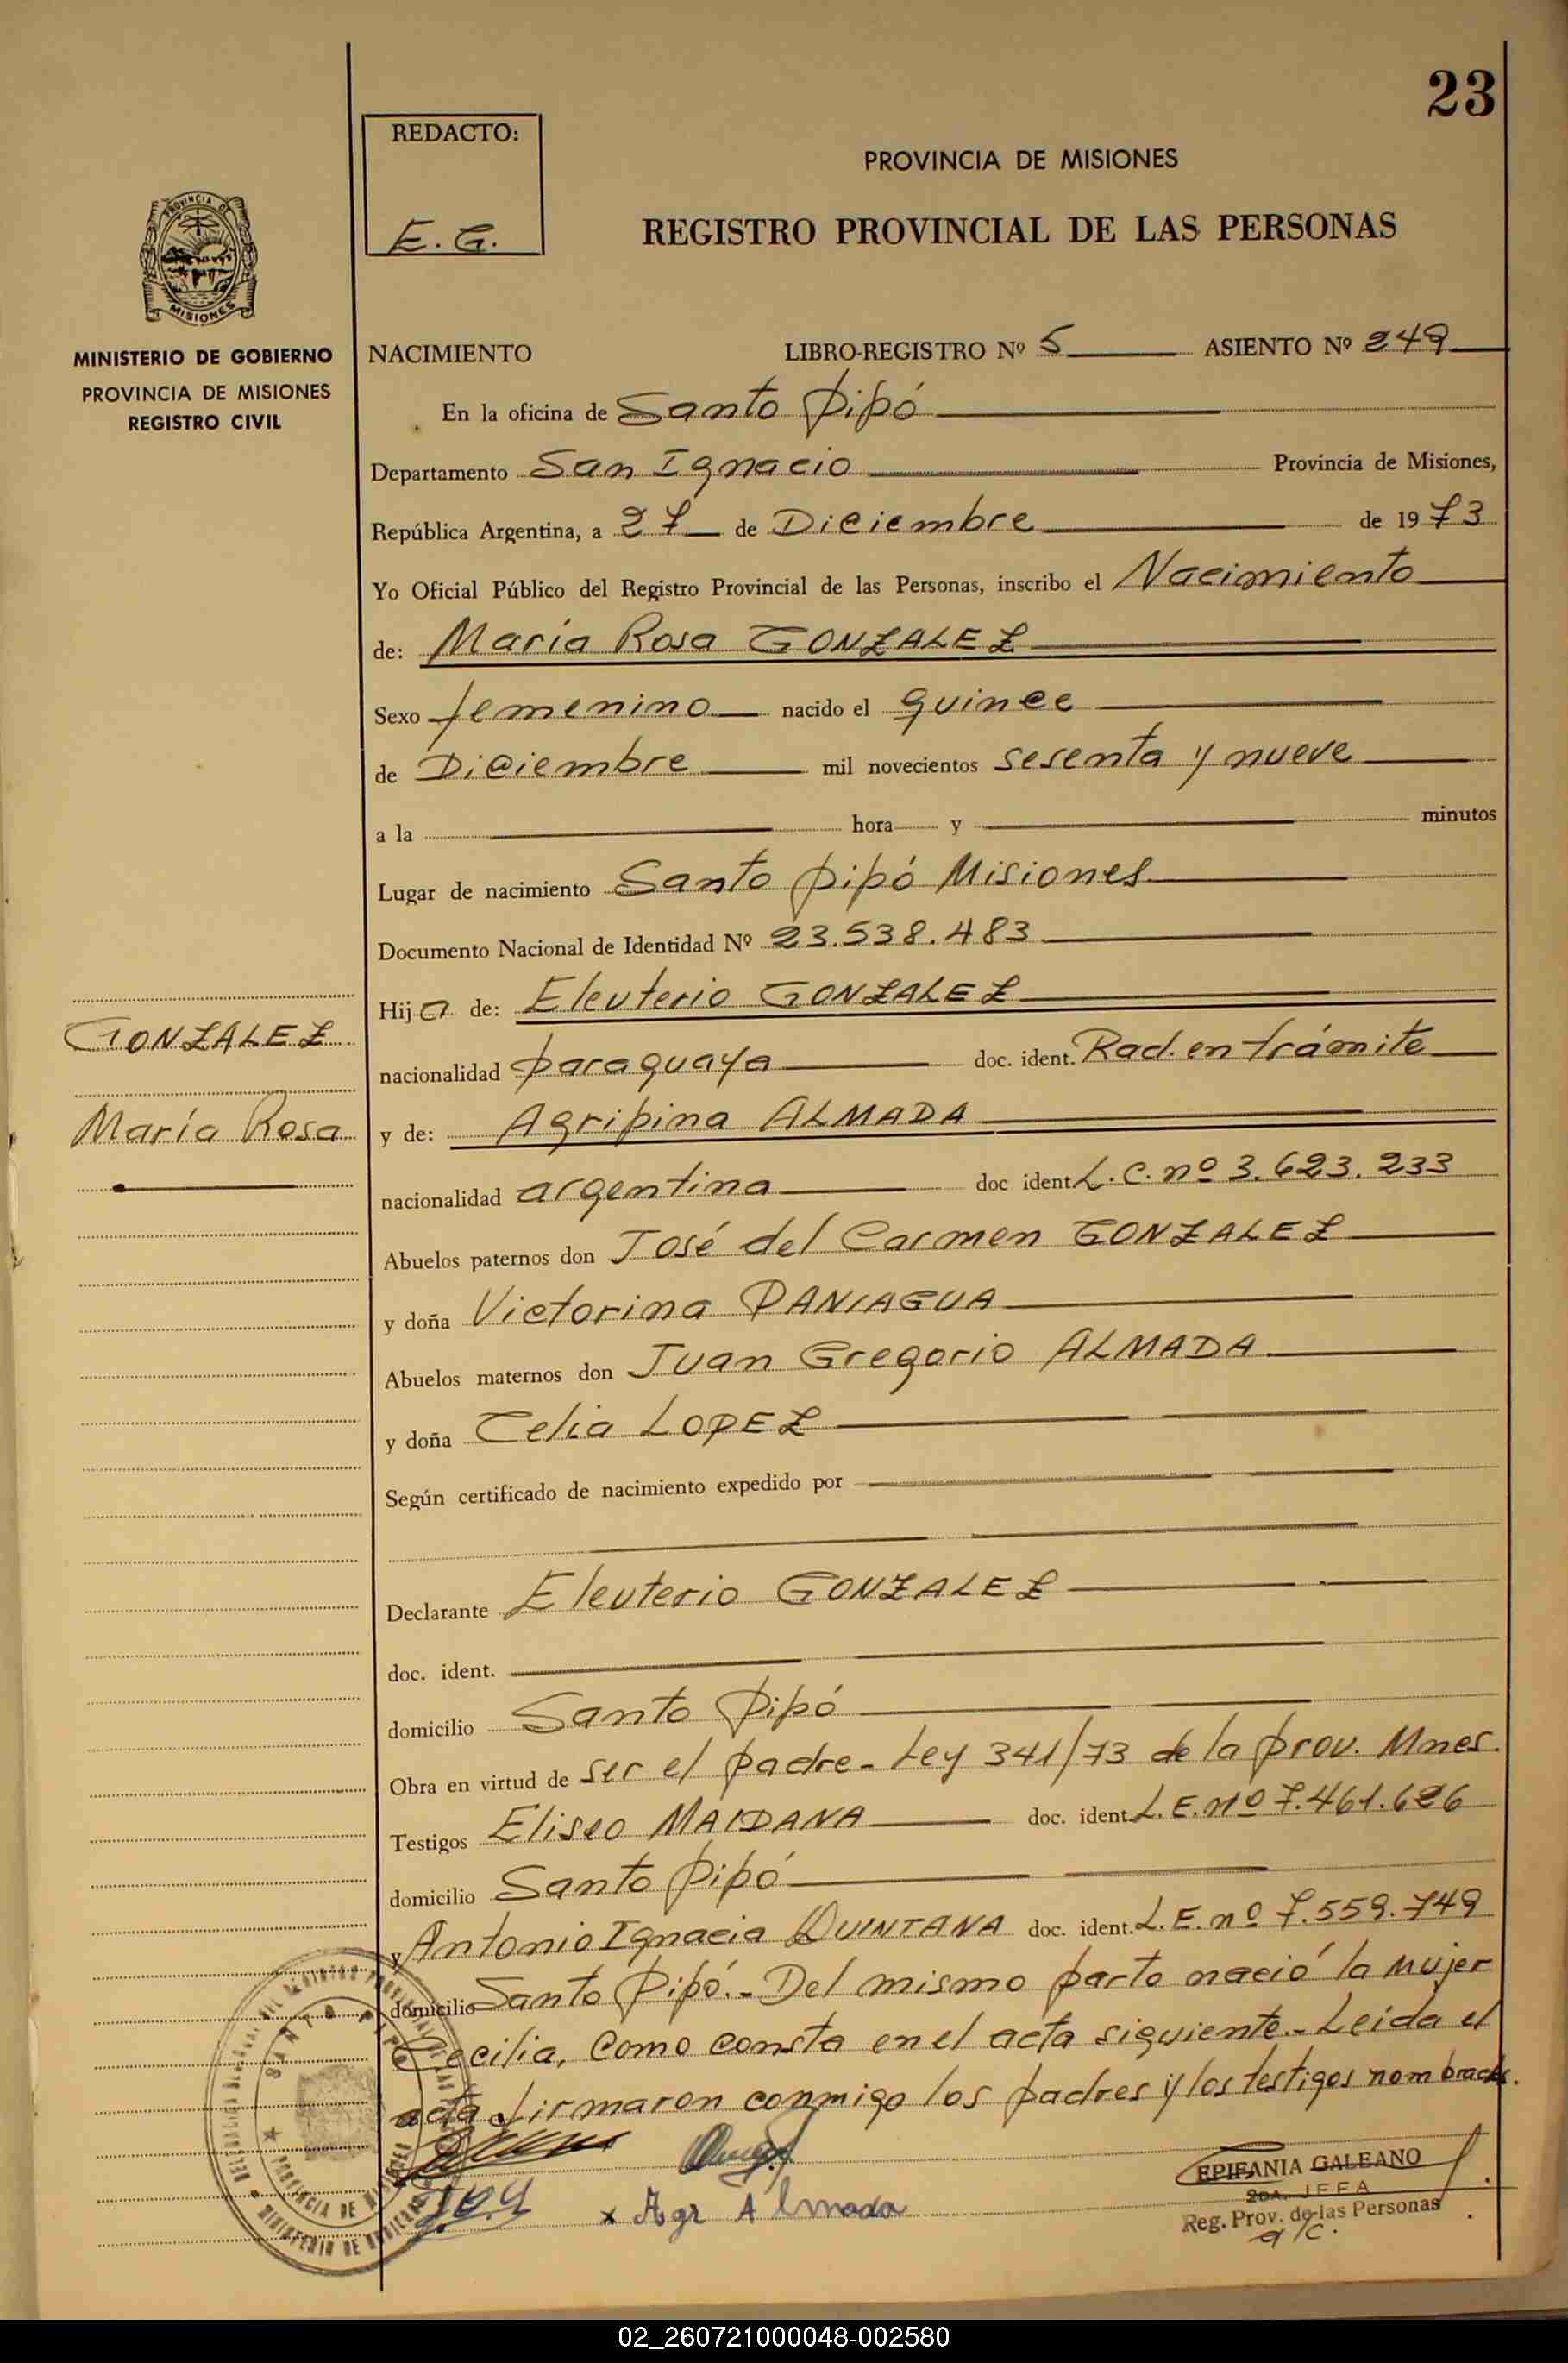 23
REDACTO:
E. G.
PROVINCIA DE MISIONES
REGISTRO PROVINCIAL DE LAS PERSONAS
PROVINCIA DE
MISIONES
MINISTERIO DE GOBIERNO
PROVINCIA DE MISIONES
REGISTRO CIVIL
NACIMIENTO LIBRO-REGISTRO Nº 5 ASIENTO Nº 249
En la oficina de Santo Pipó
Departamento San Ignacio Provincia de Misiones,
República Argentina, a 27 de Diciembre de 1973
Yo Oficial Público del Registro Provincial de las Personas, inscribo el Nacimiento
de: María Rosa GONZALEZ
Sexo femenino nacido el quince
de Diciembre mil novecientos sesenta y nueve
a la hora y minutos
Lugar de nacimiento Santo Pipó Misiones
Documento Nacional de Identidad Nº 23.538.483
Hija de: Eleuterio GONZALEZ
GONZALEZ
nacionalidad paraguaya doc. ident. Rad. en trámite
María Rosa
y de: Agripina ALMADA
nacionalidad argentina doc ident. L.C. nº 3.623.233
Abuelos paternos don José del Carmen GONZALEZ
y doña Victorina PANIAGUA
Abuelos maternos don Juan Gregorio ALMADA
y doña Celia LOPEZ
Según certificado de nacimiento expedido por
Declarante Eleuterio GONZALEZ
doc. ident.
domicilio Santo Pipó
Obra en virtud de ser el padre - Ley 341/73 de la prov. Mnes.
Testigos Eliseo MAIDANA doc. ident. L.E. nº 7.461.626
domicilio Santo Pipó
y Antonio Ignacia QUINTANA doc. ident. L.E. nº 7.559.749
domicilio Santo Pipó.- Del mismo parto nació la mujer
Cecilia, Como consta en el acta siguiente.- Leida el
acta firmaron conmigo los padres y los testigos nombrados.
SANTO PIPO
PROVINCIA DE MISIONES
x Agr Almada
EPIFANIA GALEANO
2DA. JEFA
Reg. Prov. de las Personas
a/c.
02_260721000048-002580